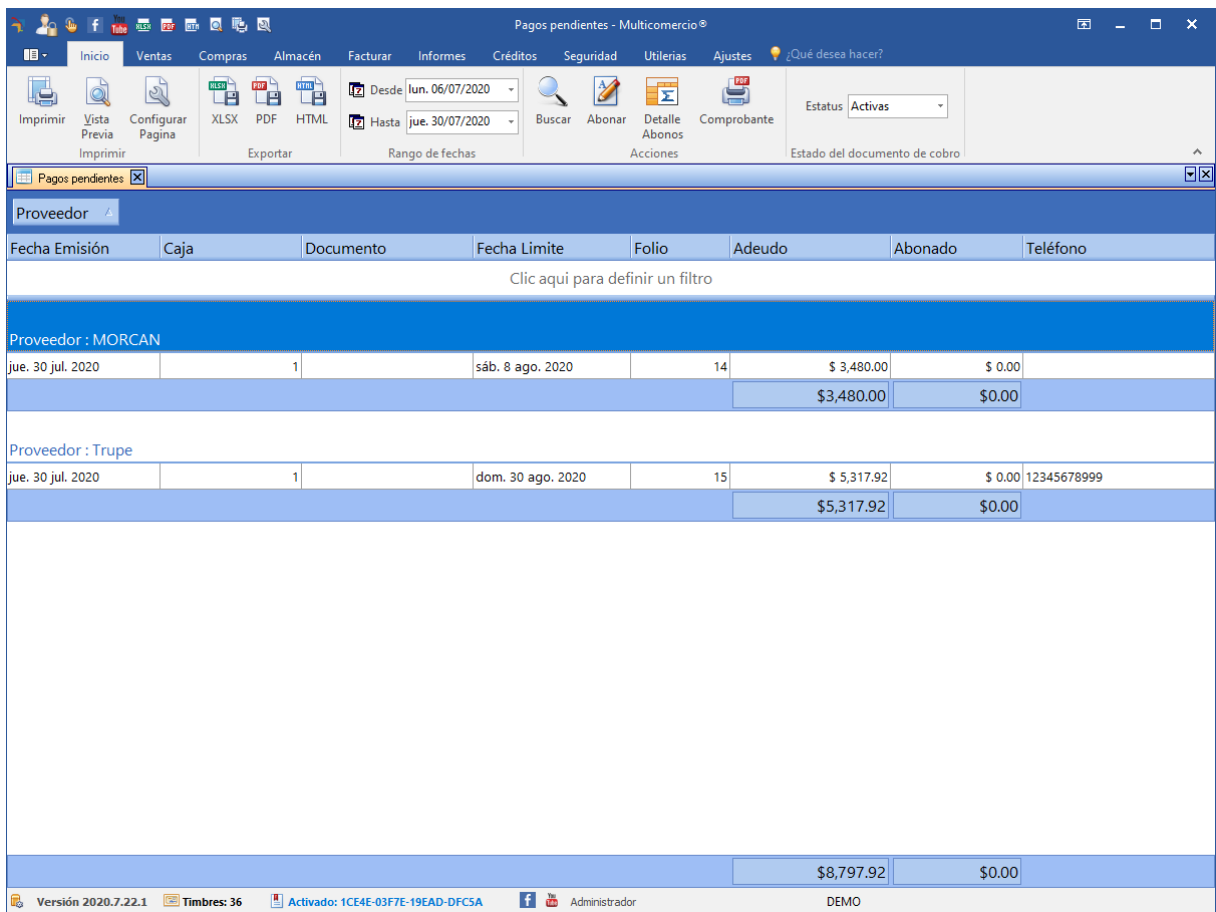 Pagos pendientes - Multicomercio®
Inicio Ventas Compras Almacén Facturar Informes Créditos Seguridad Utilerias Ajustes ¿Qué desea hacer?
Imprimir
Vista Previa
Configurar Pagina
XLSX
PDF
HTML
Desde lun. 06/07/2020
Hasta jue. 30/07/2020
Buscar
Abonar
Detalle Abonos
Comprobante
Estatus Activas
Imprimir Exportar Rango de fechas Acciones Estado del documento de cobro
Pagos pendientes
Proveedor
Fecha Emisión Caja Documento Fecha Limite Folio Adeudo Abonado Teléfono
Clic aqui para definir un filtro
Proveedor : MORCAN
jue. 30 jul. 2020 1 sáb. 8 ago. 2020 14 $ 3,480.00 $ 0.00
$3,480.00 $0.00
Proveedor : Trupe
jue. 30 jul. 2020 1 dom. 30 ago. 2020 15 $ 5,317.92 $ 0.00 12345678999
$5,317.92 $0.00
$8,797.92 $0.00
Versión 2020.7.22.1 Timbres: 36 Activado: 1CE4E-03F7E-19EAD-DFC5A Administrador DEMO